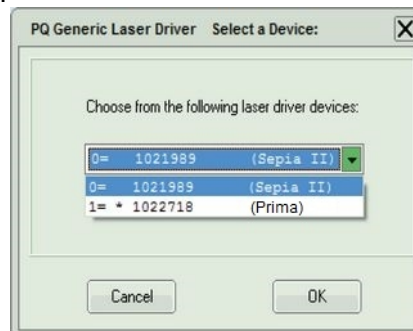 PQ Generic Laser Driver Select a Device:
Choose from the following laser driver devices:
0= 1021989 (Sepia II)
0= 1021989 (Sepia II)
1= * 1022718 (Prima)
Cancel OK